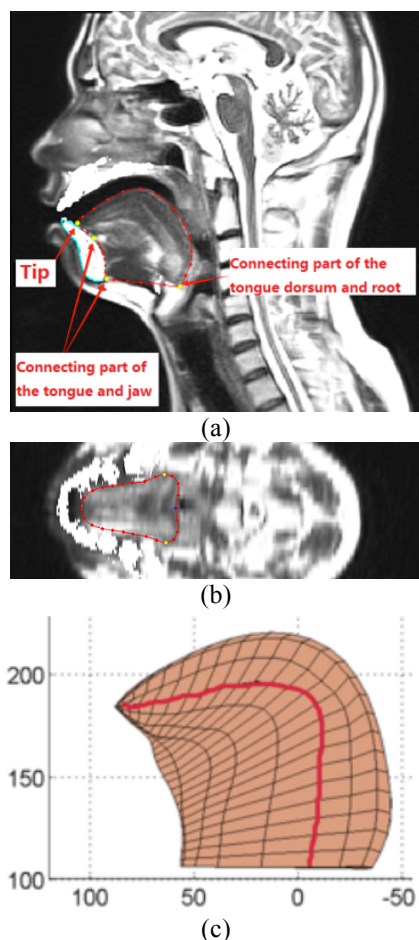 Tip
Connecting part of the
tongue dorsum and root
Connecting part of
the tongue and jaw
(a)
(b)
200
150
100
100 50 0 -50
(c)